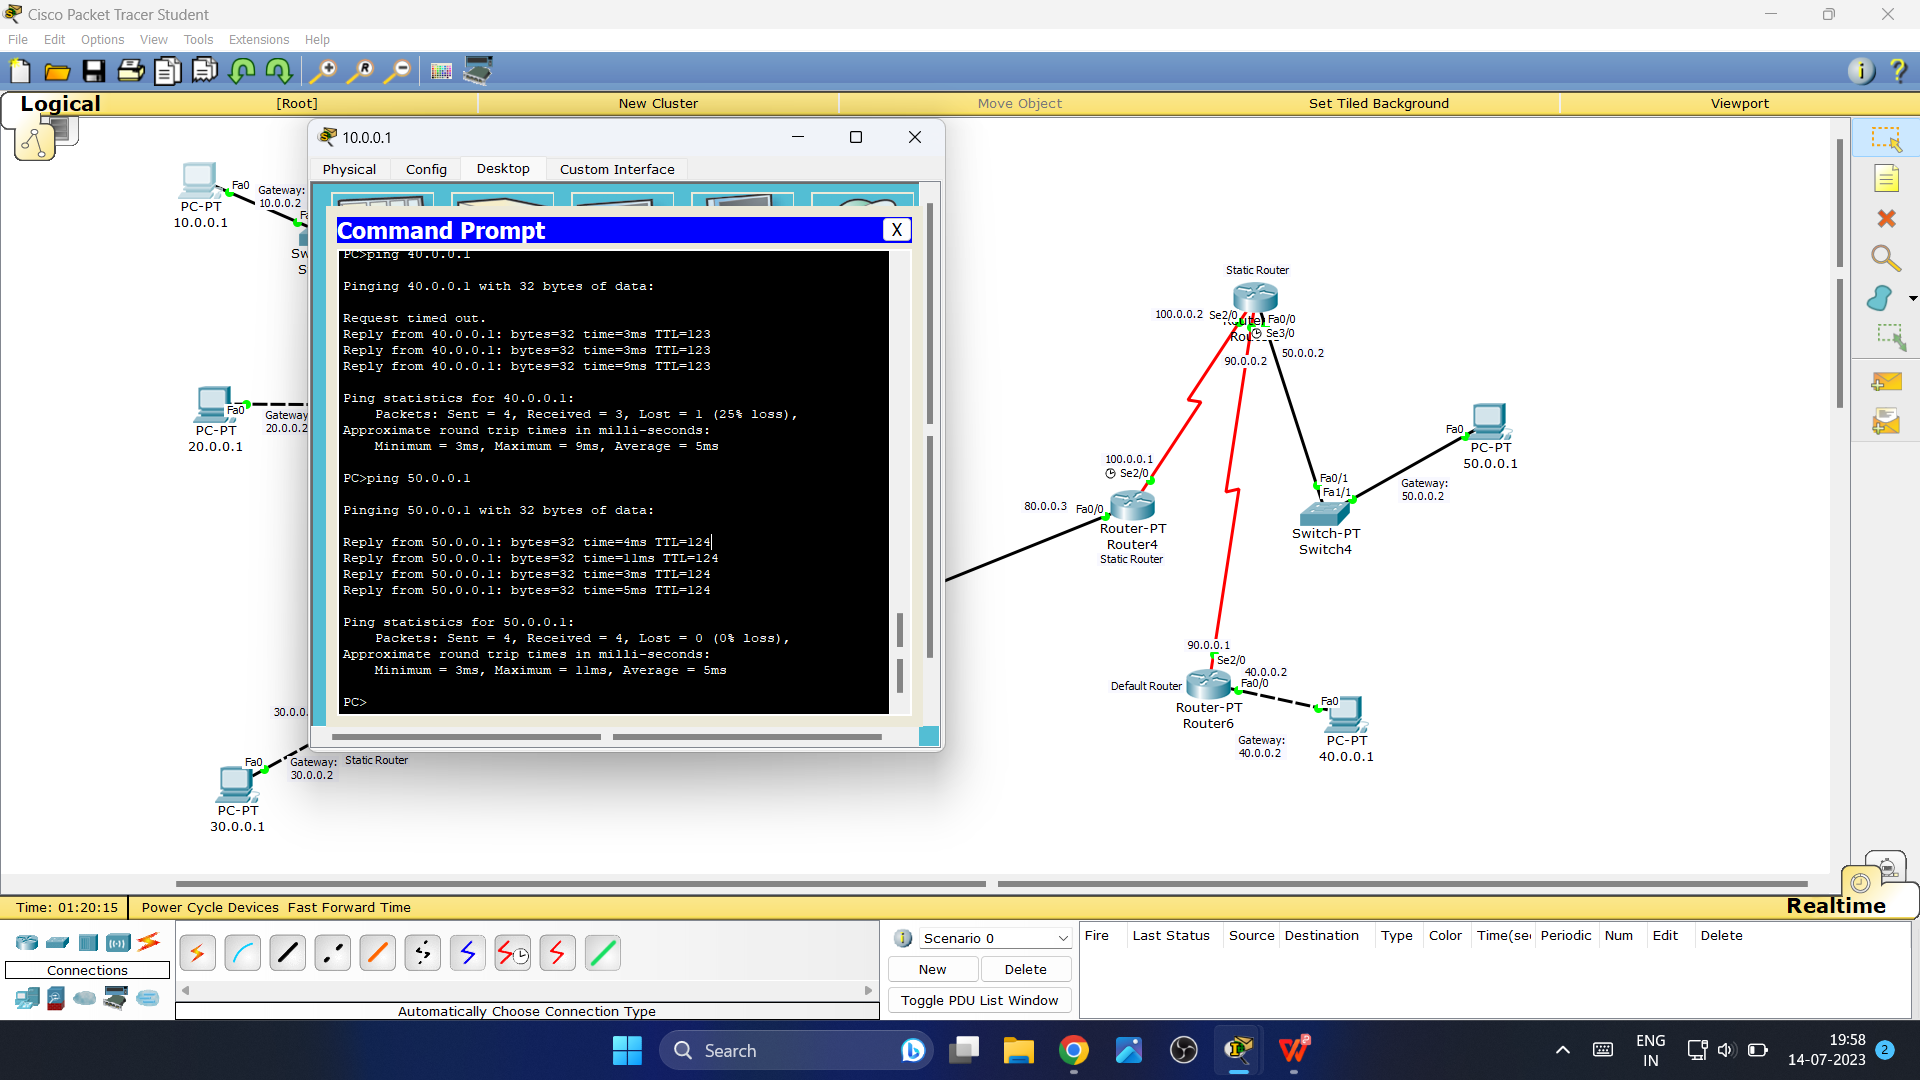 Cisco Packet Tracer Student
File Edit Options View Tools Extensions Help
Logical [Root] New Cluster Move Object Set Tiled Background Viewport
10.0.0.1
Physical Config Desktop Custom Interface
Command Prompt X
PC>ping 40.0.0.1
Pinging 40.0.0.1 with 32 bytes of data:
Request timed out.
Reply from 40.0.0.1: bytes=32 time=3ms TTL=123
Reply from 40.0.0.1: bytes=32 time=3ms TTL=123
Reply from 40.0.0.1: bytes=32 time=9ms TTL=123
Ping statistics for 40.0.0.1:
Packets: Sent = 4, Received = 3, Lost = 1 (25% loss),
Approximate round trip times in milli-seconds:
Minimum = 3ms, Maximum = 9ms, Average = 5ms
PC>ping 50.0.0.1
Pinging 50.0.0.1 with 32 bytes of data:
Reply from 50.0.0.1: bytes=32 time=4ms TTL=124
Reply from 50.0.0.1: bytes=32 time=11ms TTL=124
Reply from 50.0.0.1: bytes=32 time=3ms TTL=124
Reply from 50.0.0.1: bytes=32 time=5ms TTL=124
Ping statistics for 50.0.0.1:
Packets: Sent = 4, Received = 4, Lost = 0 (0% loss),
Approximate round trip times in milli-seconds:
Minimum = 3ms, Maximum = 11ms, Average = 5ms
PC>
Fa0
Gateway:
10.0.0.2
PC-PT
10.0.0.1
Fa0
Gateway
20.0.0.2
PC-PT
20.0.0.1
30.0.0.
Fa0
Gateway:
30.0.0.2
Static Router
PC-PT
30.0.0.1
Static Router
100.0.0.2 Se2/0
Fa0/0
Se3/0
90.0.0.2
50.0.0.2
100.0.0.1
Se2/0
80.0.0.3 Fa0/0
Router-PT
Router4
Static Router
Fa0/1
Fa1/1
Switch-PT
Switch4
Fa0
PC-PT
50.0.0.1
Gateway:
50.0.0.2
90.0.0.1
Se2/0
40.0.0.2
Fa0/0
Default Router
Router-PT
Router6
Gateway:
40.0.0.2
Fa0
PC-PT
40.0.0.1
Time: 01:20:15 Power Cycle Devices Fast Forward Time
Realtime
Connections
Automatically Choose Connection Type
Scenario 0
New Delete
Toggle PDU List Window
Fire Last Status Source Destination Type Color Time(sec Periodic Num Edit Delete
Search
ENG
IN
19:58
14-07-2023
2